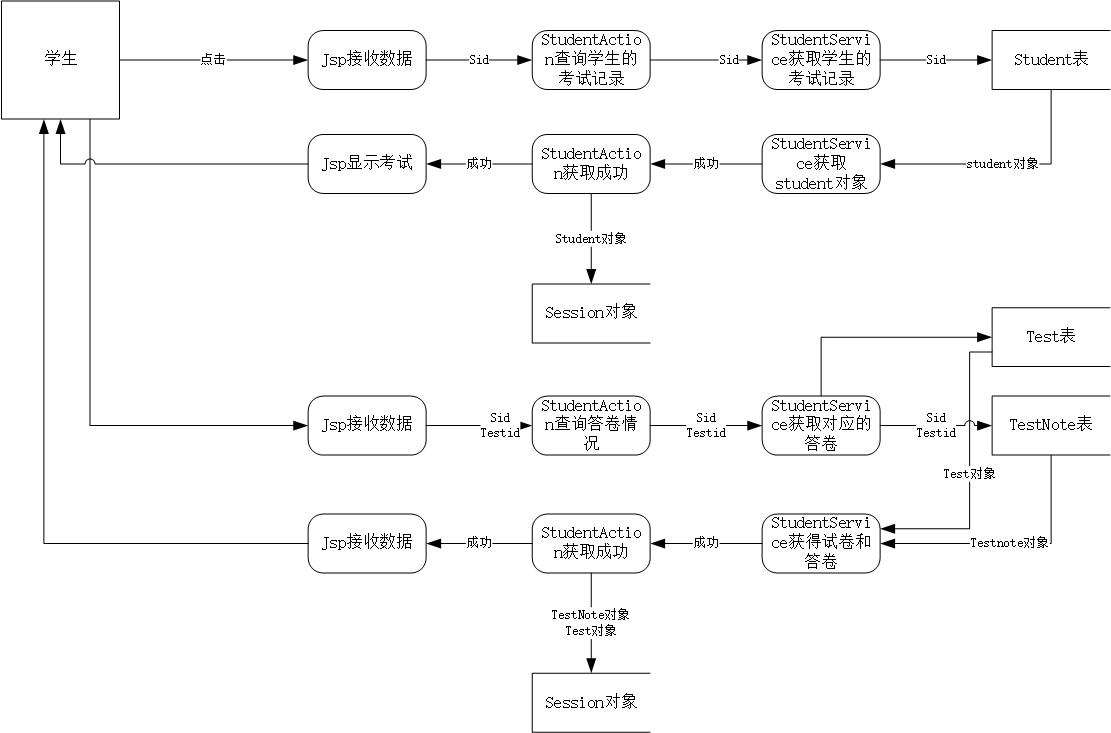 学生
点击
Jsp接收数据
Sid
StudentActio
n查询学生的
考试记录
Sid
StudentServi
ce获取学生的
考试记录
Sid
Student表
Jsp显示考试
成功
StudentActio
n获取成功
成功
StudentServi
ce获取
student对象
student对象
Student对象
Session对象
Test表
Jsp接收数据
Sid
Testid
StudentActio
n查询答卷情
况
Sid
Testid
StudentServi
ce获取对应的
答卷
Sid
Testid
TestNote表
Test对象
Jsp接收数据
成功
StudentActio
n获取成功
成功
StudentServi
ce获得试卷和
答卷
Testnote对象
TestNote对象
Test对象
Session对象